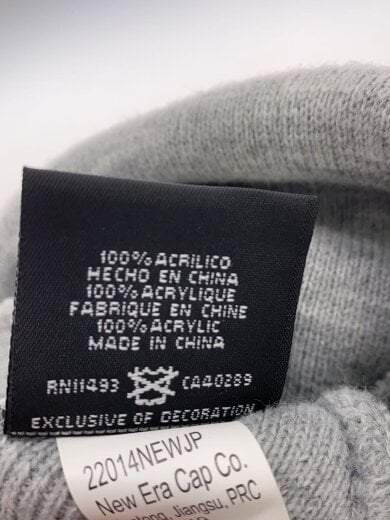 100% ACRILICO
HECHO EN CHINA
100% ACRYLIQUE
FABRIQUE EN CHINE
100% ACRYLIC
MADE IN CHINA
RN11493 CA40289
EXCLUSIVE OF DECORATION
22014NEWJP
New Era Cap Co.
Jiangsu, PRC